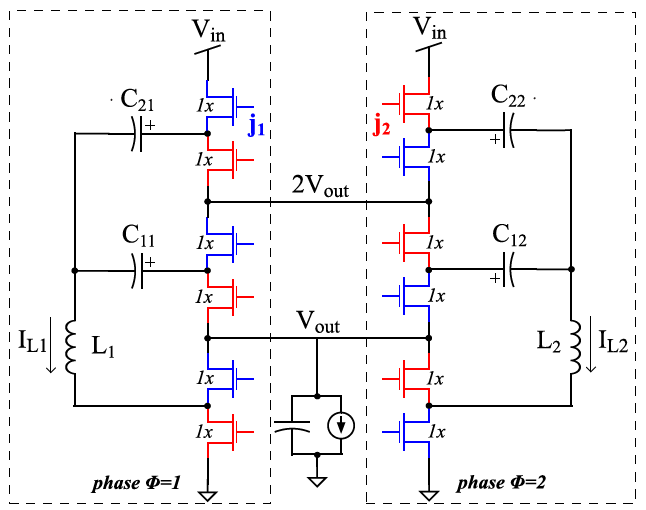 V_in
V_in
C_21
+
1x
j_1
j_2
1x
C_22
+
1x
1x
2V_out
C_11
+
1x
1x
C_12
+
1x
1x
V_out
I_L1
L_1
1x
1x
L_2
I_L2
1x
1x
phase Φ=1
phase Φ=2